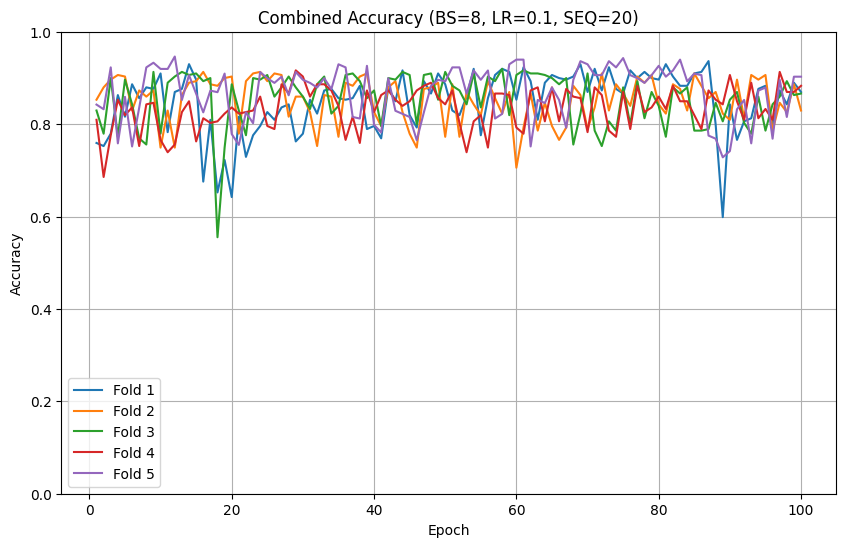 Combined Accuracy (BS=8, LR=0.1, SEQ=20)
1.0
0.8
0.6
0.4
0.2
0.0
Accuracy
Fold 1
Fold 2
Fold 3
Fold 4
Fold 5
0 20 40 60 80 100
Epoch